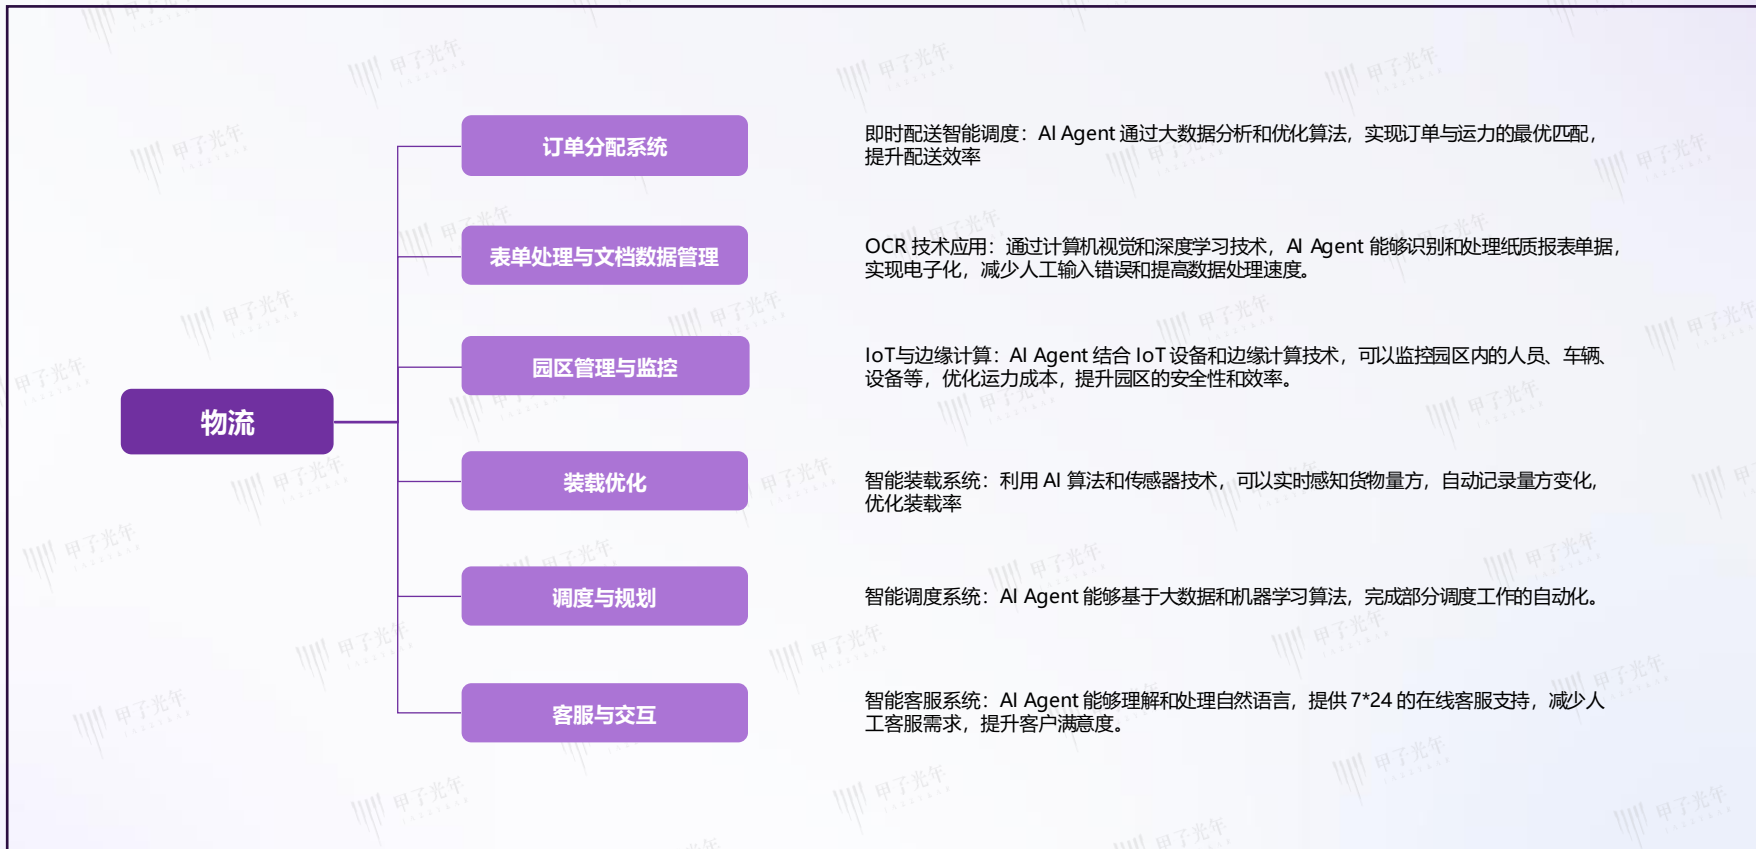 订单分配系统
即时配送智能调度：AI Agent 通过大数据分析和优化算法，实现订单与运力的最优匹配，
提升配送效率
表单处理与文档数据管理
OCR 技术应用：通过计算机视觉和深度学习技术，AI Agent 能够识别和处理纸质报表单据，
实现电子化，减少人工输入错误和提高数据处理速度。
园区管理与监控
IoT与边缘计算：AI Agent 结合 IoT 设备和边缘计算技术，可以监控园区内的人员、车辆、
设备等，优化运力成本，提升园区的安全性和效率。
物流
装载优化
智能装载系统：利用 AI 算法和传感器技术，可以实时感知货物量方，自动记录量方变化，
优化装载率
调度与规划
智能调度系统：AI Agent 能够基于大数据和机器学习算法，完成部分调度工作的自动化。
客服与交互
智能客服系统：AI Agent 能够理解和处理自然语言，提供 7*24 的在线客服支持，减少人
工客服需求，提升客户满意度。
甲子光年